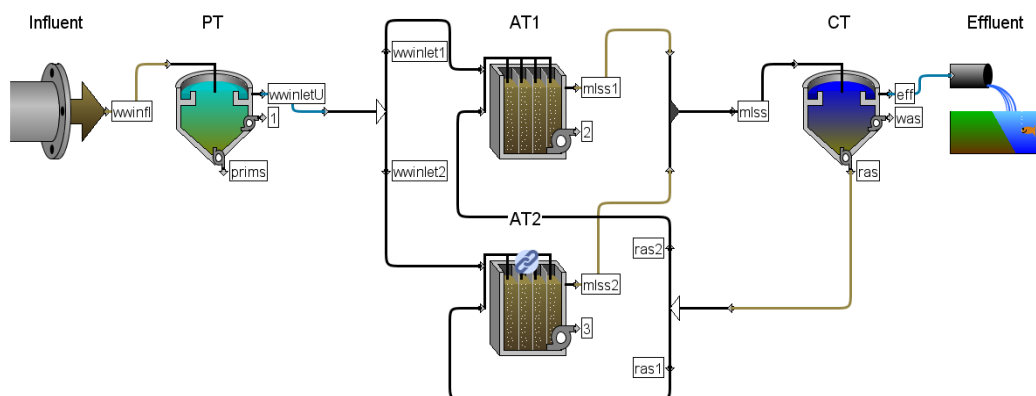 Influent
PT
AT1
CT
Effluent
wwinlet1
wwinfl
wwinletU
1
prims
mlss1
2
mlss
eff
was
wwinlet2
ras
AT2
ras2
mlss2
3
ras1